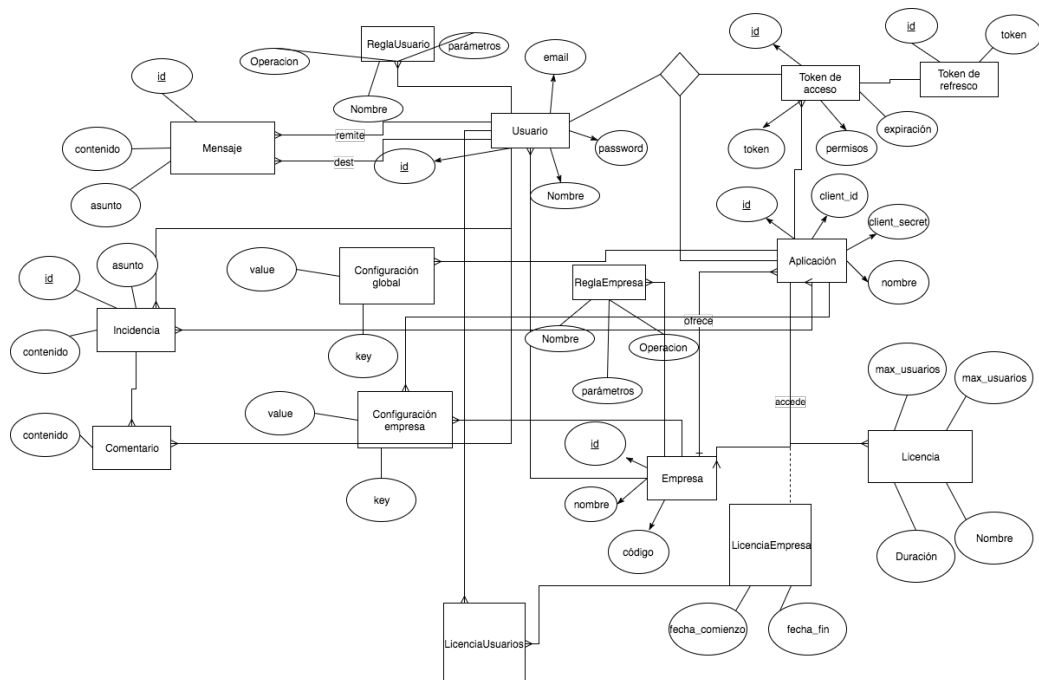 ReglaUsuario
parámetros
Operacion
Nombre
id
contenido
asunto
Mensaje
remite
dest
Usuario
email
password
id
Nombre
id
Token de
acceso
token
permisos
expiración
id
token
Token de
refresco
id
client_id
client_secret
nombre
Aplicación
value
Configuración
global
key
ReglaEmpresa
Nombre
parámetros
Operacion
ofrece
id
asunto
contenido
Incidencia
contenido
Comentario
value
Configuración
empresa
key
accede
max_usuarios
max_usuarios
Licencia
Duración
Nombre
id
nombre
código
Empresa
LicenciaEmpresa
fecha_comienzo
fecha_fin
LicenciaUsuarios